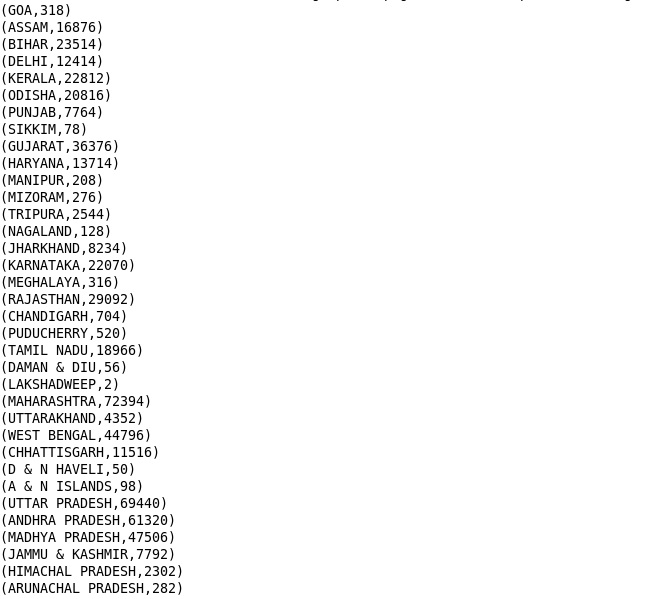 (GOA,318)
(ASSAM,16876)
(BIHAR,23514)
(DELHI,12414)
(KERALA,22812)
(ODISHA,20816)
(PUNJAB,7764)
(SIKKIM,78)
(GUJARAT,36376)
(HARYANA,13714)
(MANIPUR,208)
(MIZORAM,276)
(TRIPURA,2544)
(NAGALAND,128)
(JHARKHAND,8234)
(KARNATAKA,22070)
(MEGHALAYA,316)
(RAJASTHAN,29092)
(CHANDIGARH,704)
(PUDUCHERRY,520)
(TAMIL NADU,18966)
(DAMAN & DIU,56)
(LAKSHADWEEP,2)
(MAHARASHTRA,72394)
(UTTARAKHAND,4352)
(WEST BENGAL,44796)
(CHHATTISGARH,11516)
(D & N HAVELI,50)
(A & N ISLANDS,98)
(UTTAR PRADESH,69440)
(ANDHRA PRADESH,61320)
(MADHYA PRADESH,47506)
(JAMMU & KASHMIR,7792)
(HIMACHAL PRADESH,2302)
(ARUNACHAL PRADESH,282)